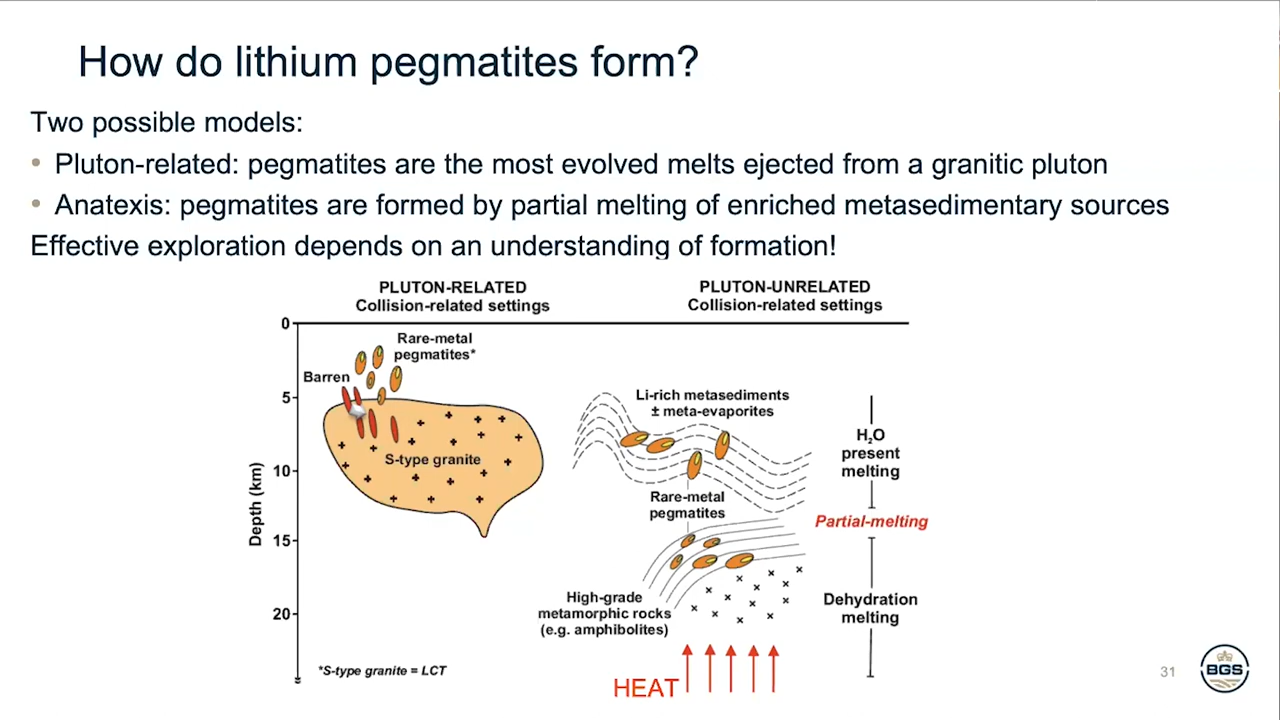 How do lithium pegmatites form?
Two possible models:
• Pluton-related: pegmatites are the most evolved melts ejected from a granitic pluton
• Anatexis: pegmatites are formed by partial melting of enriched metasedimentary sources
Effective exploration depends on an understanding of formation!
PLUTON-RELATED
Collision-related settings
PLUTON-UNRELATED
Collision-related settings
0
Rare-metal
pegmatites*
Barren
5
S-type granite
10
Depth (km)
15
20
*S-type granite = LCT
Li-rich metasediments
± meta-evaporites
Rare-metal
pegmatites
High-grade
metamorphic rocks
(e.g. amphibolites)
HEAT
H₂O
present
melting
Partial-melting
Dehydration
melting
31
BGS